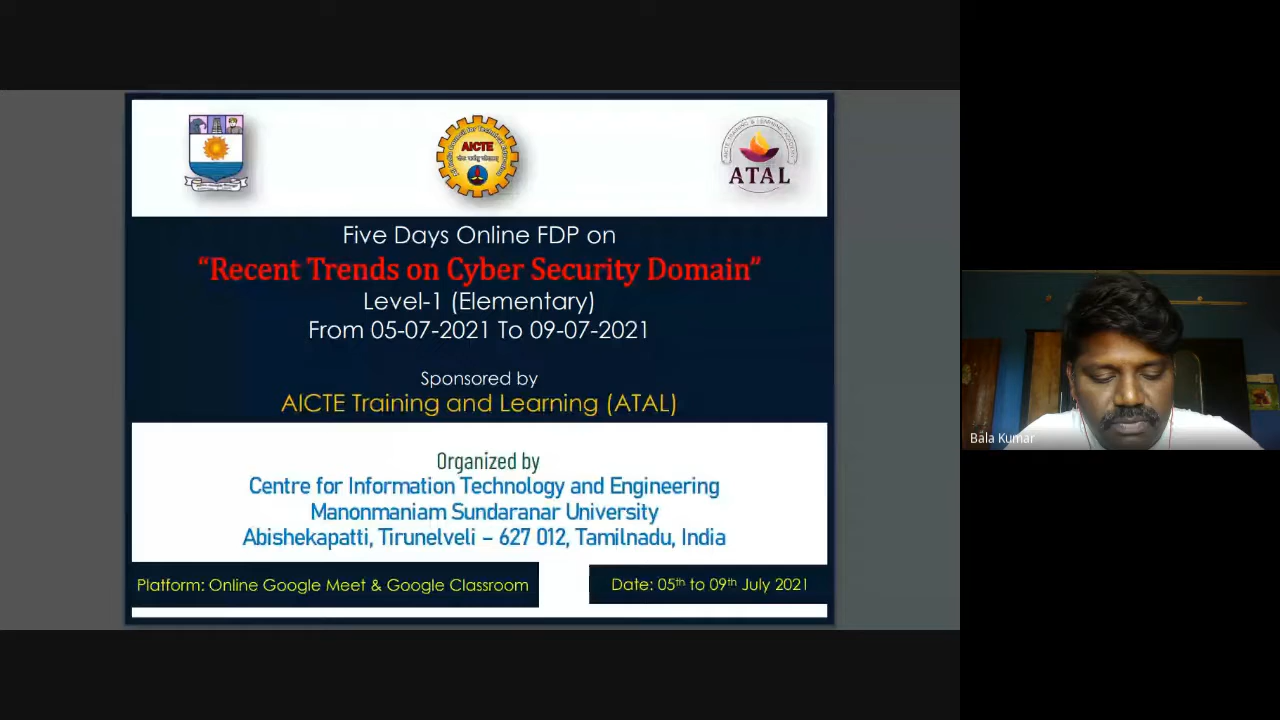 AICTE
ATAL
Five Days Online FDP on
“Recent Trends on Cyber Security Domain”
Level-1 (Elementary)
From 05-07-2021 To 09-07-2021
Sponsored by
AICTE Training and Learning (ATAL)
Organized by
Centre for Information Technology and Engineering
Manonmaniam Sundaranar University
Abishekapatti, Tirunelveli – 627 012, Tamilnadu, India
Platform: Online Google Meet & Google Classroom
Date: 05th to 09th July 2021
Bala Kumar